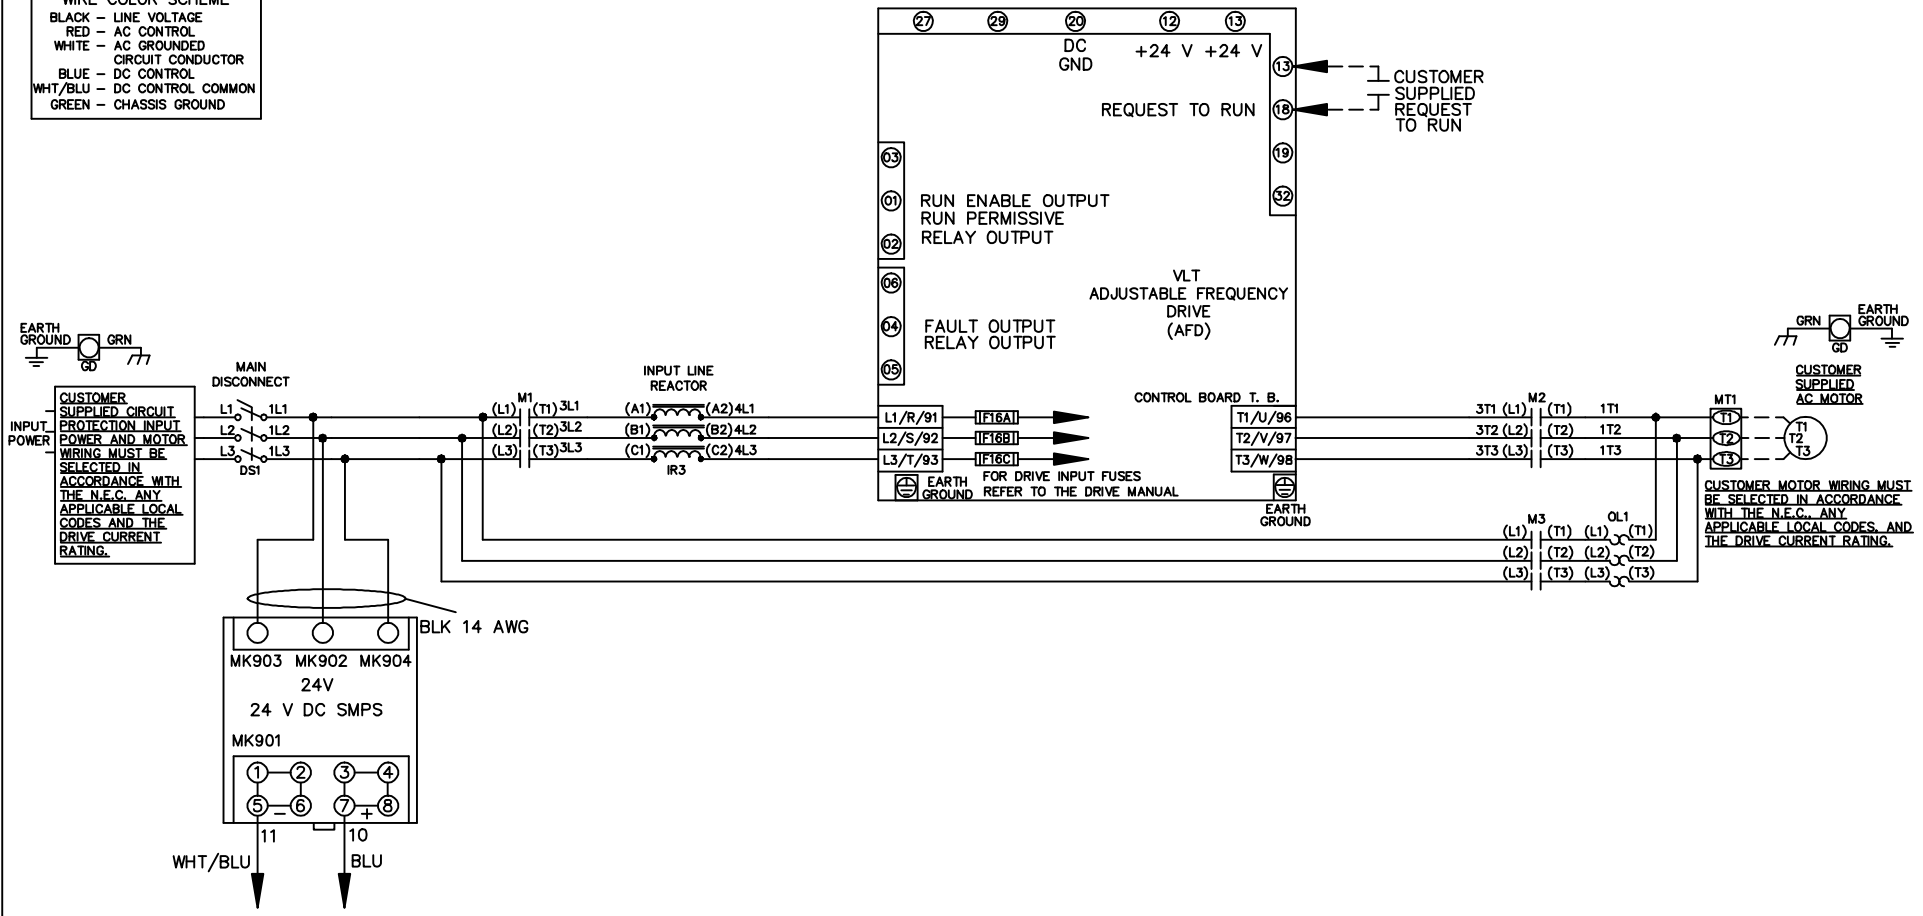 WIRE COLOR SCHEME
BLACK – LINE VOLTAGE
RED – AC CONTROL
WHITE – AC GROUNDED
CIRCUIT CONDUCTOR
BLUE – DC CONTROL
WHT/BLU – DC CONTROL COMMON
GREEN – CHASSIS GROUND
27 29 20 12 13
DC
GND
+24 V +24 V
13
REQUEST TO RUN 18
19
32
CUSTOMER
SUPPLIED
REQUEST
TO RUN
03
01
02
RUN ENABLE OUTPUT
RUN PERMISSIVE
RELAY OUTPUT
06
04
05
FAULT OUTPUT
RELAY OUTPUT
VLT
ADJUSTABLE FREQUENCY
DRIVE
(AFD)
EARTH
GROUND
GRN
GD
INPUT
POWER
CUSTOMER
SUPPLIED CIRCUIT
PROTECTION INPUT
POWER AND MOTOR
WIRING MUST BE
SELECTED IN
ACCORDANCE WITH
THE N.E.C. ANY
APPLICABLE LOCAL
CODES AND THE
DRIVE CURRENT
RATING.
MAIN
DISCONNECT
L1 1L1
L2 1L2
L3 1L3
DS1
M1
(L1) (T1) 3L1
(L2) (T2) 3L2
(L3) (T3) 3L3
INPUT LINE
REACTOR
(A1) (A2) 4L1
(B1) (B2) 4L2
(C1) (C2) 4L3
IR3
CONTROL BOARD T. B.
L1/R/91 F16A T1/U/96
L2/S/92 F16B T2/V/97
L3/T/93 F16C T3/W/98
EARTH
GROUND
FOR DRIVE INPUT FUSES
REFER TO THE DRIVE MANUAL
EARTH
GROUND
M2
3T1 (L1) (T1) 1T1
3T2 (L2) (T2) 1T2
3T3 (L3) (T3) 1T3
MT1
T1
T2
T3
T1
T2
T3
GRN
EARTH
GROUND
GD
CUSTOMER
SUPPLIED
AC MOTOR
CUSTOMER MOTOR WIRING MUST
BE SELECTED IN ACCORDANCE
WITH THE N.E.C., ANY
APPLICABLE LOCAL CODES, AND
THE DRIVE CURRENT RATING.
M3 OL1
(L1) (T1) (L1) (T1)
(L2) (T2) (L2) (T2)
(L3) (T3) (L3) (T3)
BLK 14 AWG
MK903 MK902 MK904
24V
24 V DC SMPS
MK901
1 2 3 4
5 – 6 7 + 8
11 10
WHT/BLU BLU